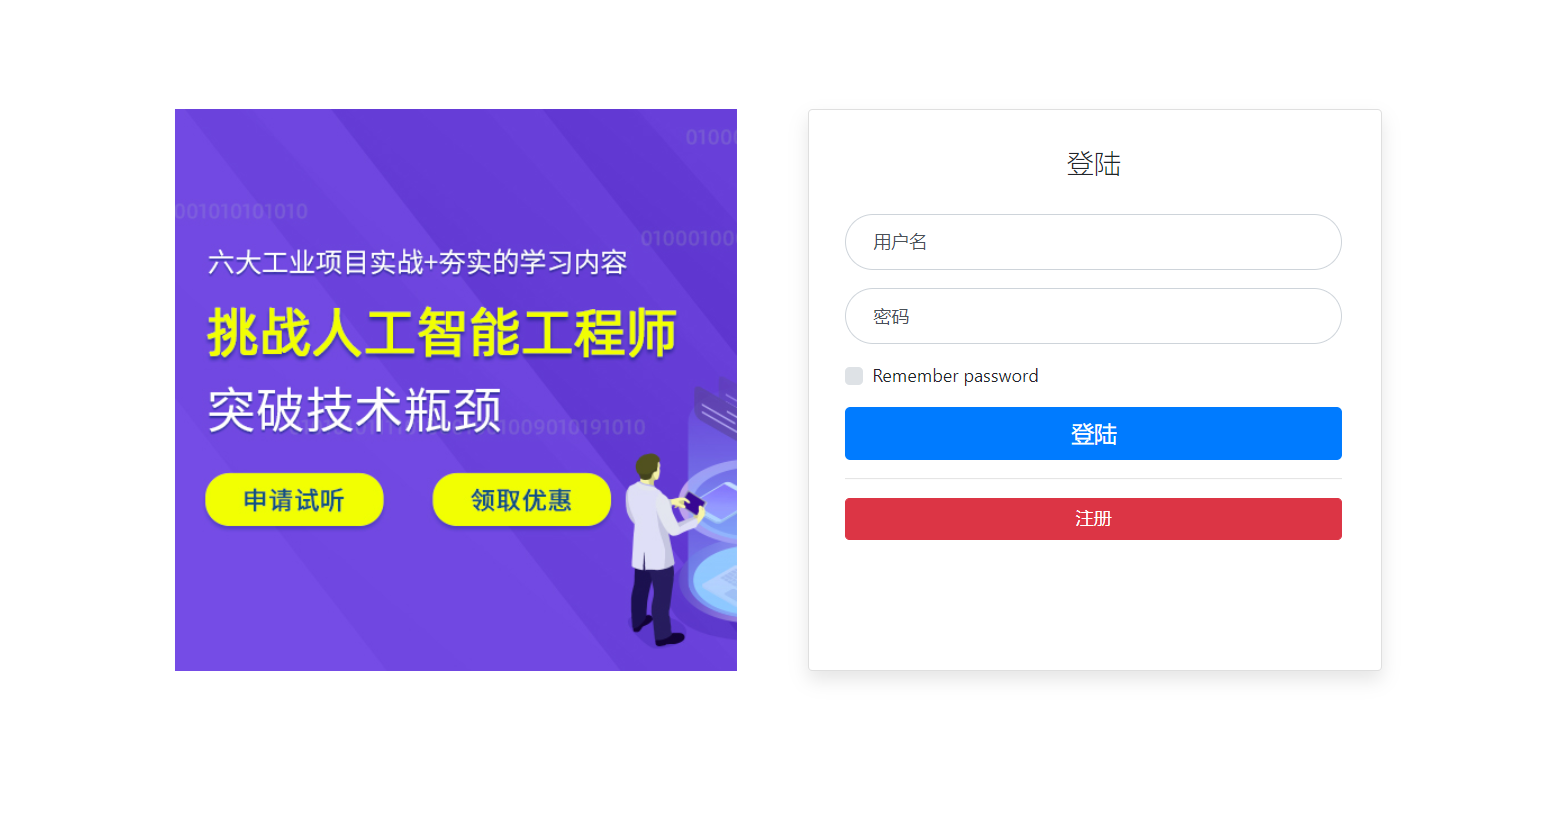 01000
001010101010
01000100
六大工业项目实战+夯实的学习内容
挑战人工智能工程师
突破技术瓶颈
009010191010
申请试听
领取优惠
登陆
用户名
密码
Remember password
登陆
注册